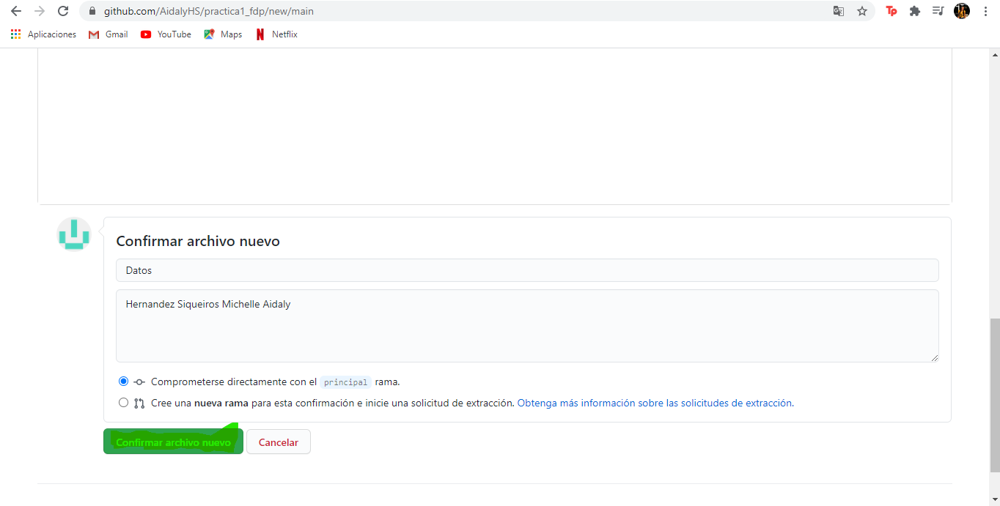 github.com/AidalyHS/practica1_fdp/new/main
Tp
Aplicaciones Gmail YouTube Maps Netflix
Confirmar archivo nuevo
Datos
Hernandez Siqueiros Michelle Aidaly
Comprometerse directamente con el principal rama.
Cree una nueva rama para esta confirmación e inicie una solicitud de extracción. Obtenga más información sobre las solicitudes de extracción.
Confirmar archivo nuevo Cancelar